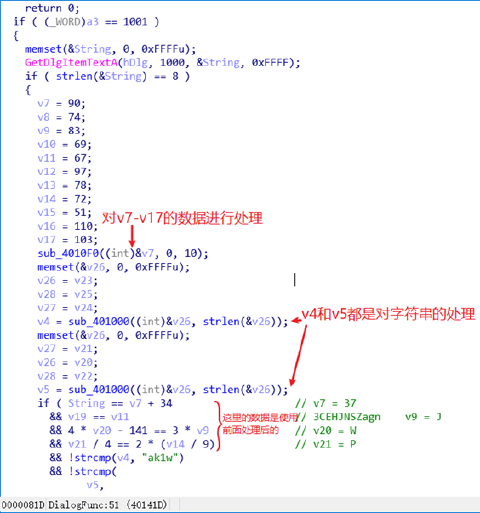 return 0;
if ( (_WORD)a3 == 1001 )
{
memset(&String, 0, 0xFFFFu);
GetDlgItemTextA(hDlg, 1000, &String, 0xFFFF);
if ( strlen(&String) == 8 )
{
v7 = 90;
v8 = 74;
v9 = 83;
v10 = 69;
v11 = 67;
v12 = 97;
v13 = 78;
v14 = 72;
v15 = 51;
v16 = 110;
v17 = 103;
对v7-v17的数据进行处理
sub_4010F0((int)&v7, 0, 10);
memset(&v26, 0, 0xFFFFu);
v26 = v23;
v28 = v25;
v27 = v24;
v4 = sub_401000((int)&v26, strlen(&v26));
v4和v5都是对字符串的处理
memset(&v26, 0, 0xFFFFu);
v27 = v21;
v26 = v20;
v28 = v22;
v5 = sub_401000((int)&v26, strlen(&v26));
if ( String == v7 + 34 // v7 = 37
&& v19 == v11 这里的数据是使用 // 3CEHJNSZagn v9 = J
&& 4 * v20 - 141 == 3 * v9 前面处理后的 // v20 = W
&& v21 / 4 == 2 * (v14 / 9) // v21 = P
&& !strcmp(v4, "ak1w")
&& !strcmp(
v5,
0000081D DialogFunc:51 (40141D)